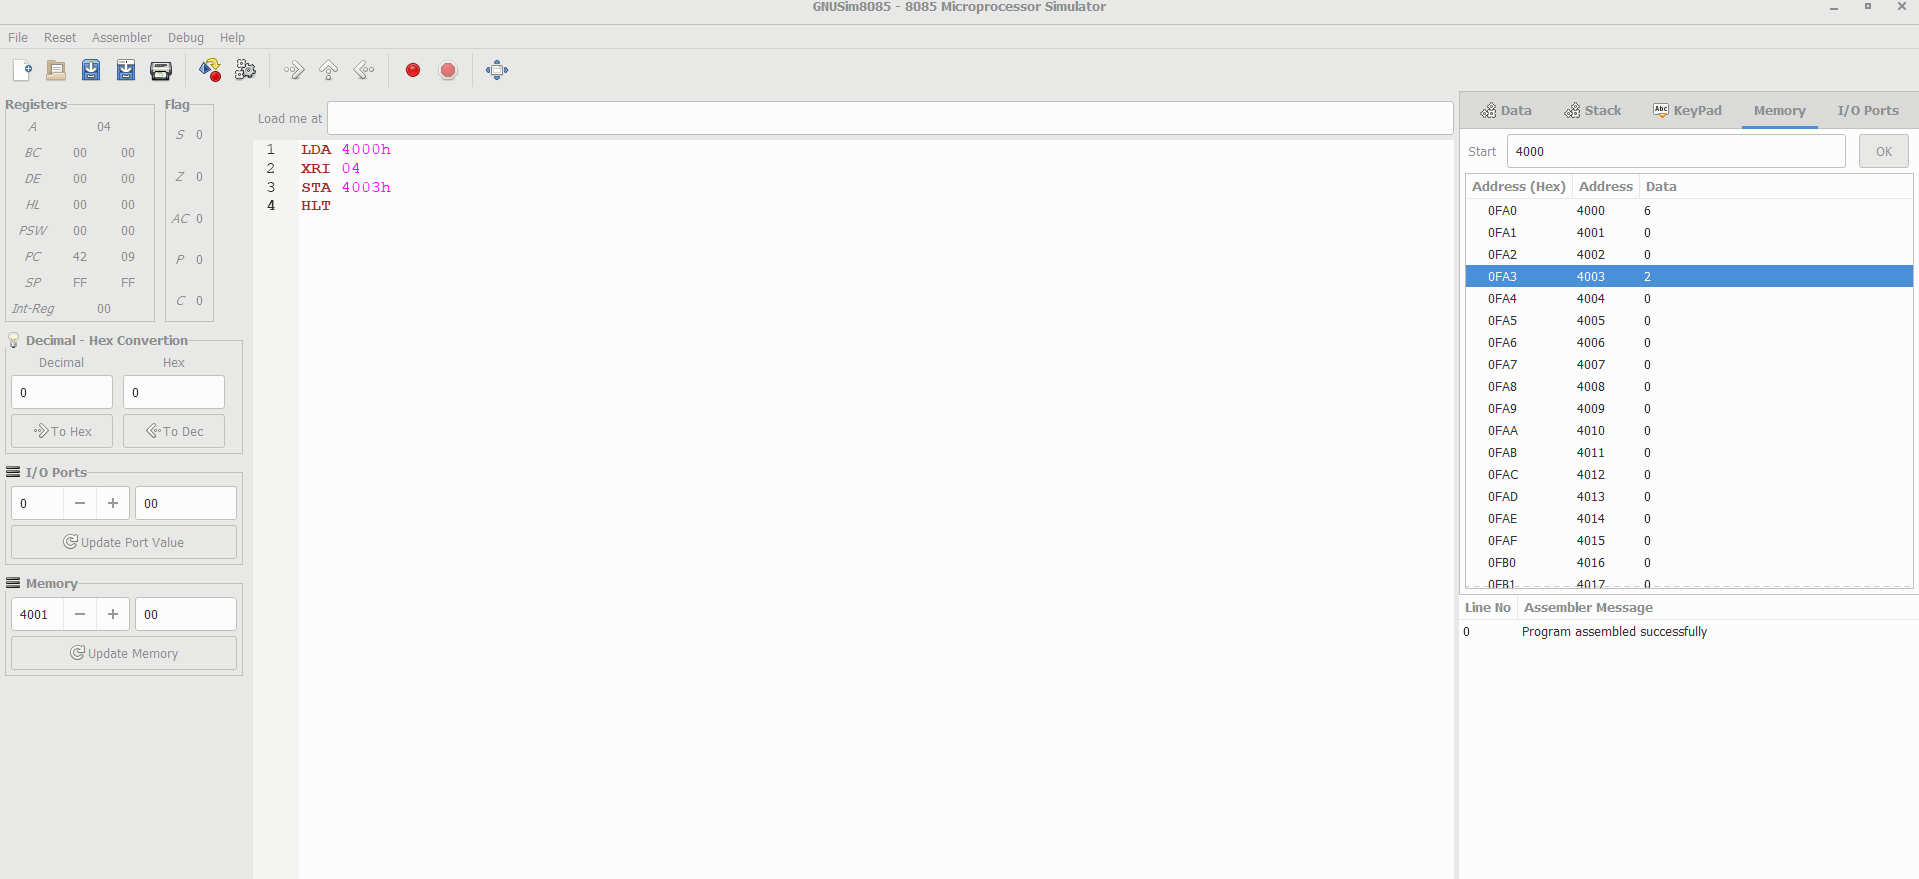 GNUSim8085 - 8085 Microprocessor Simulator
File Reset Assembler Debug Help
Registers
A 04
BC 00 00
DE 00 00
HL 00 00
PSW 00 00
PC 42 09
SP FF FF
Int-Reg 00
Flag
S 0
Z 0
AC 0
P 0
C 0
Decimal - Hex Convertion
Decimal Hex
0 0
To Hex To Dec
I/O Ports
0 − + 00
Update Port Value
Memory
4001 − + 00
Update Memory
Load me at
1 LDA 4000h
2 XRI 04
3 STA 4003h
4 HLT
Data Stack Abc KeyPad Memory I/O Ports
Start 4000 OK
Address (Hex) Address Data
0FA0 4000 6
0FA1 4001 0
0FA2 4002 0
0FA3 4003 2
0FA4 4004 0
0FA5 4005 0
0FA6 4006 0
0FA7 4007 0
0FA8 4008 0
0FA9 4009 0
0FAA 4010 0
0FAB 4011 0
0FAC 4012 0
0FAD 4013 0
0FAE 4014 0
0FAF 4015 0
0FB0 4016 0
0FB1 4017 0
Line No Assembler Message
0 Program assembled successfully